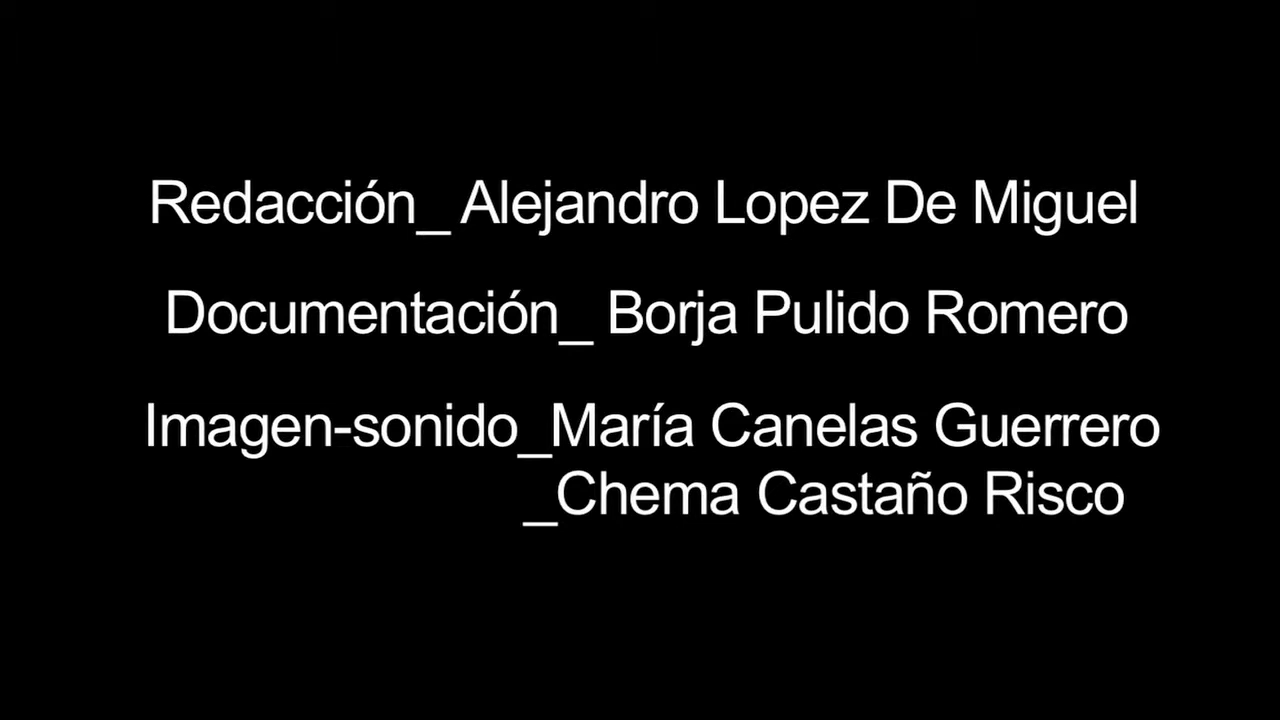 Redacción_ Alejandro Lopez De Miguel
Documentación_ Borja Pulido Romero
Imagen-sonido_María Canelas Guerrero
_Chema Castaño Risco